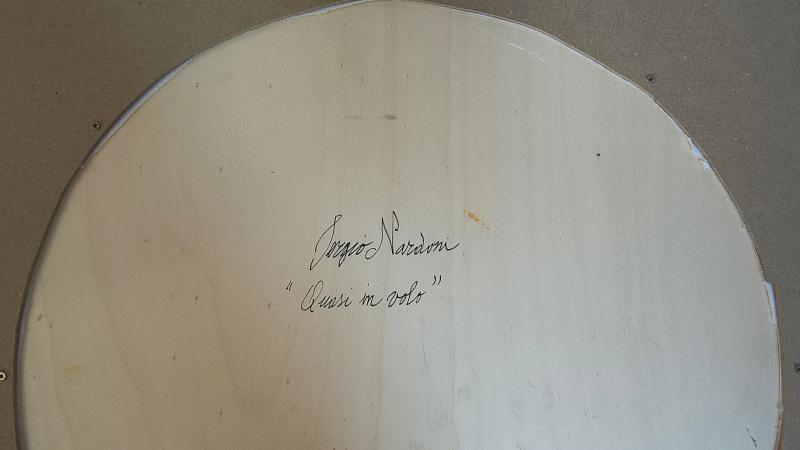 Sergio Nardoni
"Quasi in volo"